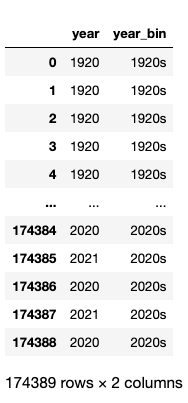 year year_bin
0 1920 1920s
1 1920 1920s
2 1920 1920s
3 1920 1920s
4 1920 1920s
... ... ...
174384 2020 2020s
174385 2021 2020s
174386 2020 2020s
174387 2021 2020s
174388 2020 2020s
174389 rows × 2 columns